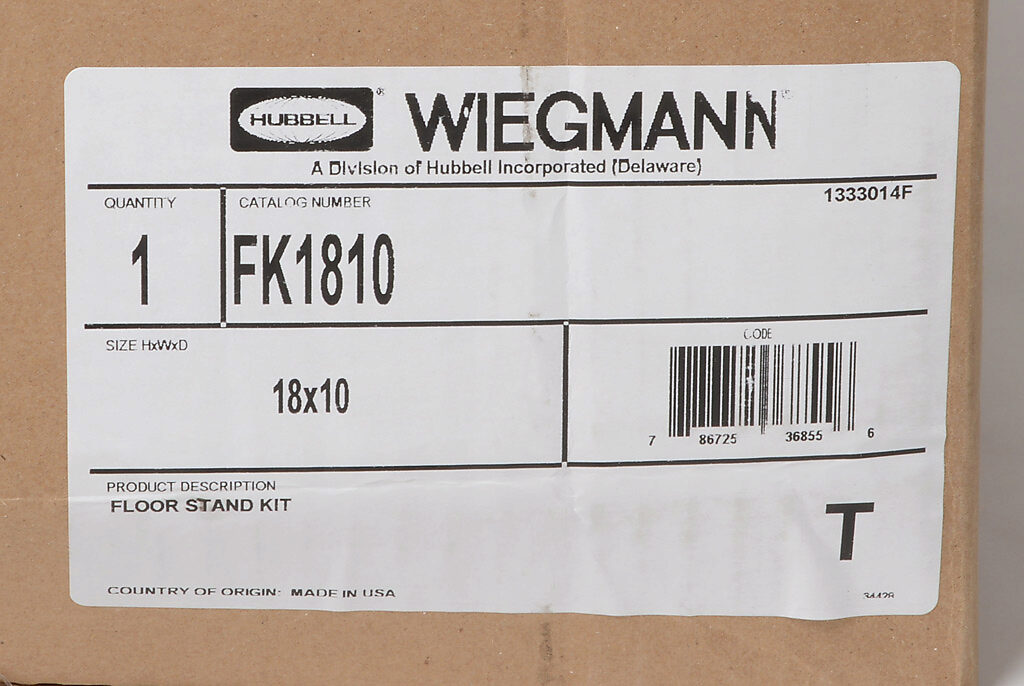 HUBBELL ® WIEGMANN ®
A Division of Hubbell Incorporated (Delaware)
QUANTITY
1
CATALOG NUMBER
FK1810
1333014F
SIZE HxWxD
18x10
CODE
7 86725 36855 6
PRODUCT DESCRIPTION
FLOOR STAND KIT
T
COUNTRY OF ORIGIN: MADE IN USA